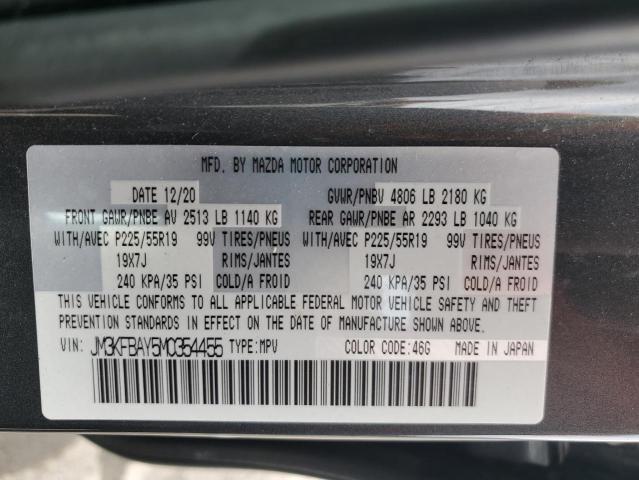 MFD. BY MAZDA MOTOR CORPORATION
DATE 12/20 GVWR/PNBV 4806 LB 2180 KG
FRONT GAWR/PNBE AV 2513 LB 1140 KG REAR GAWR/PNBE AR 2293 LB 1040 KG
WITH/AVEC P225/55R19 99V TIRES/PNEUS WITH/AVEC P225/55R19 99V TIRES/PNEUS
19X7J RIMS/JANTES 19X7J RIMS/JANTES
240 KPA/35 PSI COLD/A FROID 240 KPA/35 PSI COLD/A FROID
THIS VEHICLE CONFORMS TO ALL APPLICABLE FEDERAL MOTOR VEHICLE SAFETY AND THEFT
PREVENTION STANDARDS IN EFFECT ON THE DATE OF MANUFACTURE SHOWN ABOVE.
VIN: JM3KFBAY5M0354455 TYPE:MPV COLOR CODE:46G MADE IN JAPAN